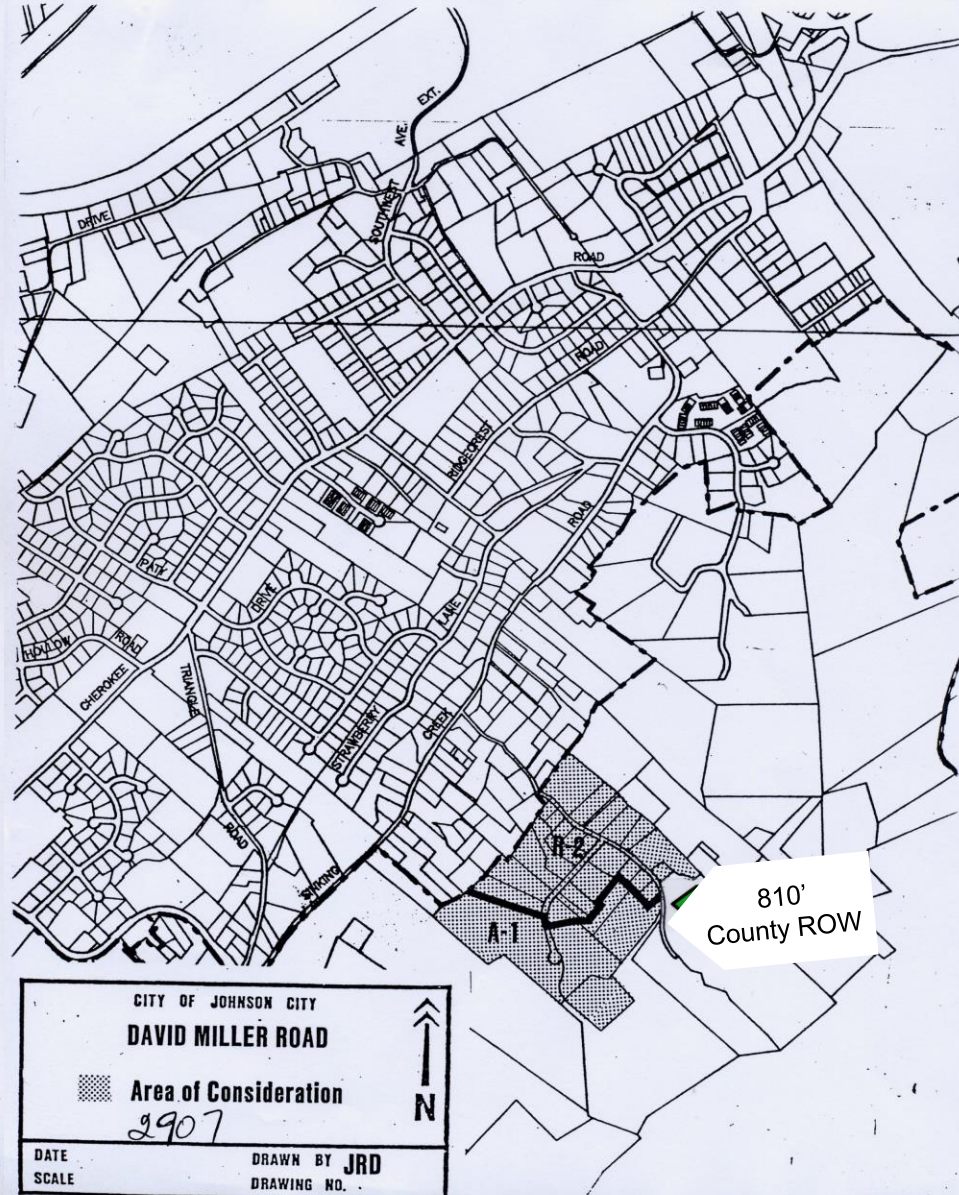 EXT.
AVE.
SOUTHWEST
DRIVE
ROAD
ROAD
RIDGECREST
ROAD
PARK
DRIVE
LANE
HOLLOW
ROAD
CHEROKEE
TRIANGLE
STRAWBERRY
CREEK
ROAD
SINKING
R-2
A-1
810’
County ROW
CITY OF JOHNSON CITY
DAVID MILLER ROAD
Area of Consideration
2907
N
DATE
DRAWN BY JRD
SCALE
DRAWING NO.